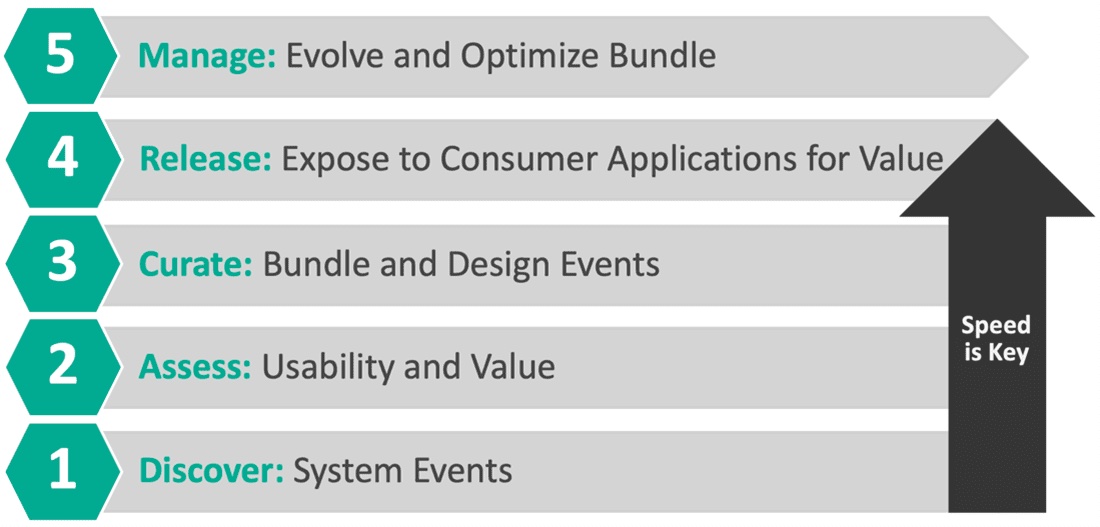 5
Manage: Evolve and Optimize Bundle
4
Release: Expose to Consumer Applications for Value
3
Curate: Bundle and Design Events
2
Assess: Usability and Value
1
Discover: System Events
Speed
is Key